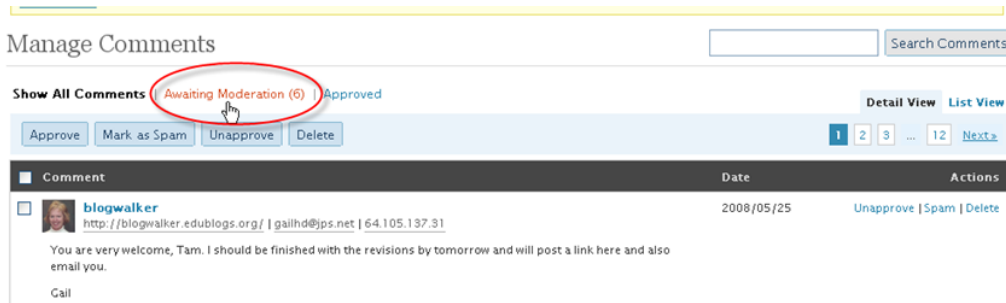 Manage Comments
Search Comments
Show All Comments | Awaiting Moderation (6) | Approved
Detail View List View
Approve Mark as Spam Unapprove Delete
1 2 3 ... 12 Next »
Comment Date Actions
blogwalker 2008/05/25 Unapprove | Spam | Delete
http://blogwalker.edublogs.org/ | gailhd@jps.net | 64.105.137.31
You are very welcome, Tam. I should be finished with the revisions by tomorrow and will post a link here and also
email you.
Gail